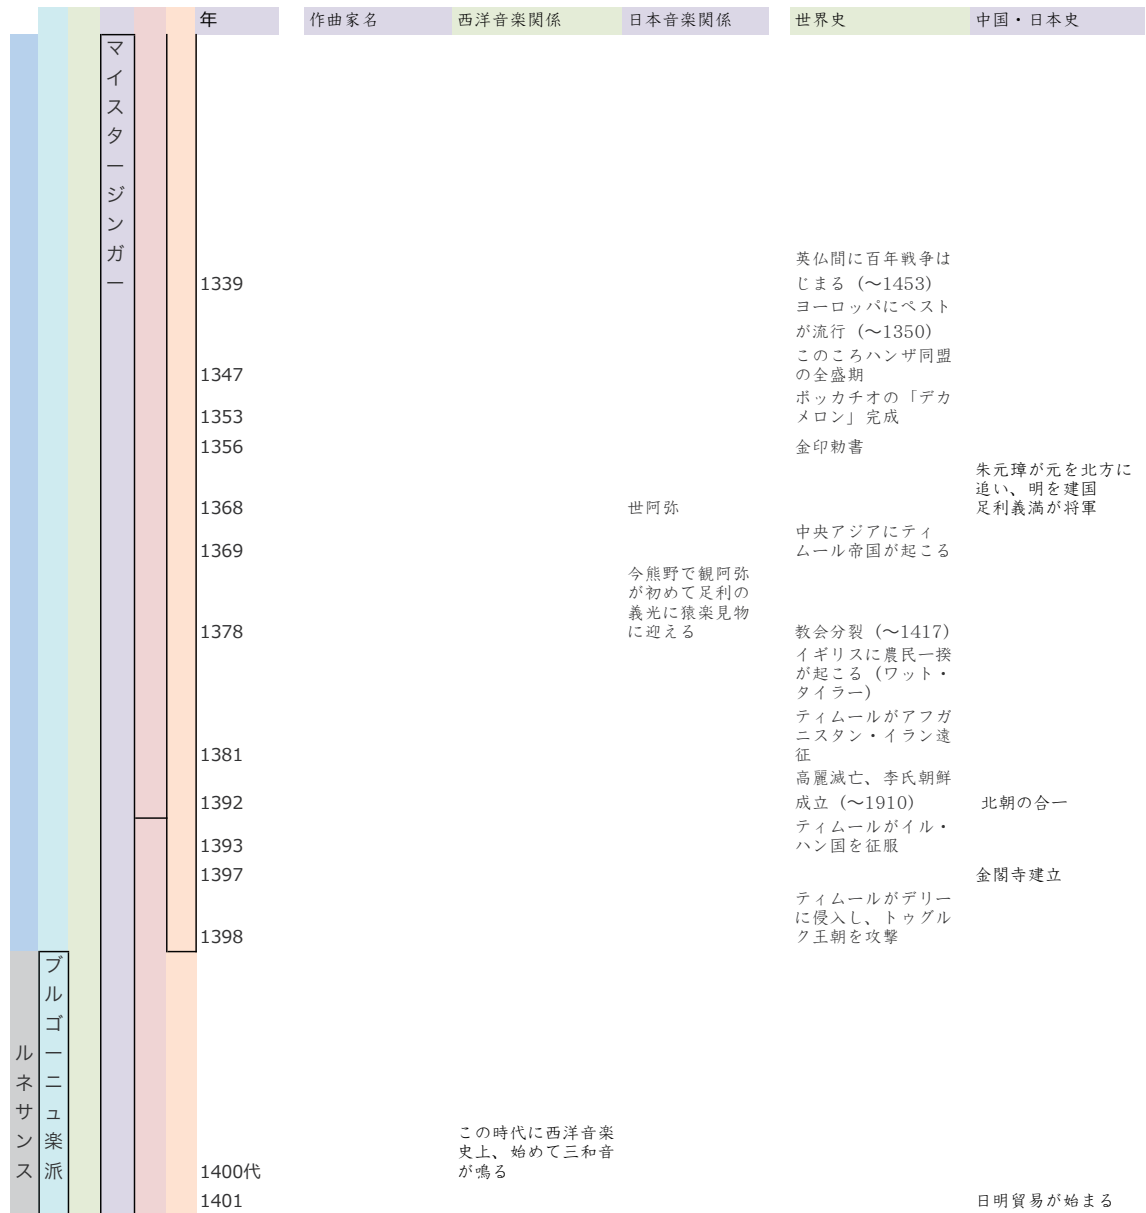 年 作曲家名 西洋音楽関係 日本音楽関係 世界史 中国・日本史
マイスタージンガー
英仏間に百年戦争は
1339 じまる (〜1453)
ヨーロッパにペスト
が流行 (〜1350)
このころハンザ同盟
1347 の全盛期
ボッカチオの「デカ
1353 メロン」完成
1356 金印勅書
朱元璋が元を北方に
追い、明を建国
1368 世阿弥 足利義満が将軍
中央アジアにティ
1369 ムール帝国が起こる
今熊野で観阿弥
が初めて足利の
義光に猿楽見物
1378 に迎える 教会分裂 (〜1417)
イギリスに農民一揆
が起こる (ワット・
タイラー)
ティムールがアフガ
ニスタン・イラン遠
1381 征
高麗滅亡、李氏朝鮮
1392 成立 (〜1910) 北朝の合一
ティムールがイル・
1393 ハン国を征服
1397 金閣寺建立
ティムールがデリー
に侵入し、トゥグル
1398 ク王朝を攻撃
ルネサンス
ブルゴーニュ楽派
この時代に西洋音楽
史上、始めて三和音
1400代 が鳴る
1401 日明貿易が始まる